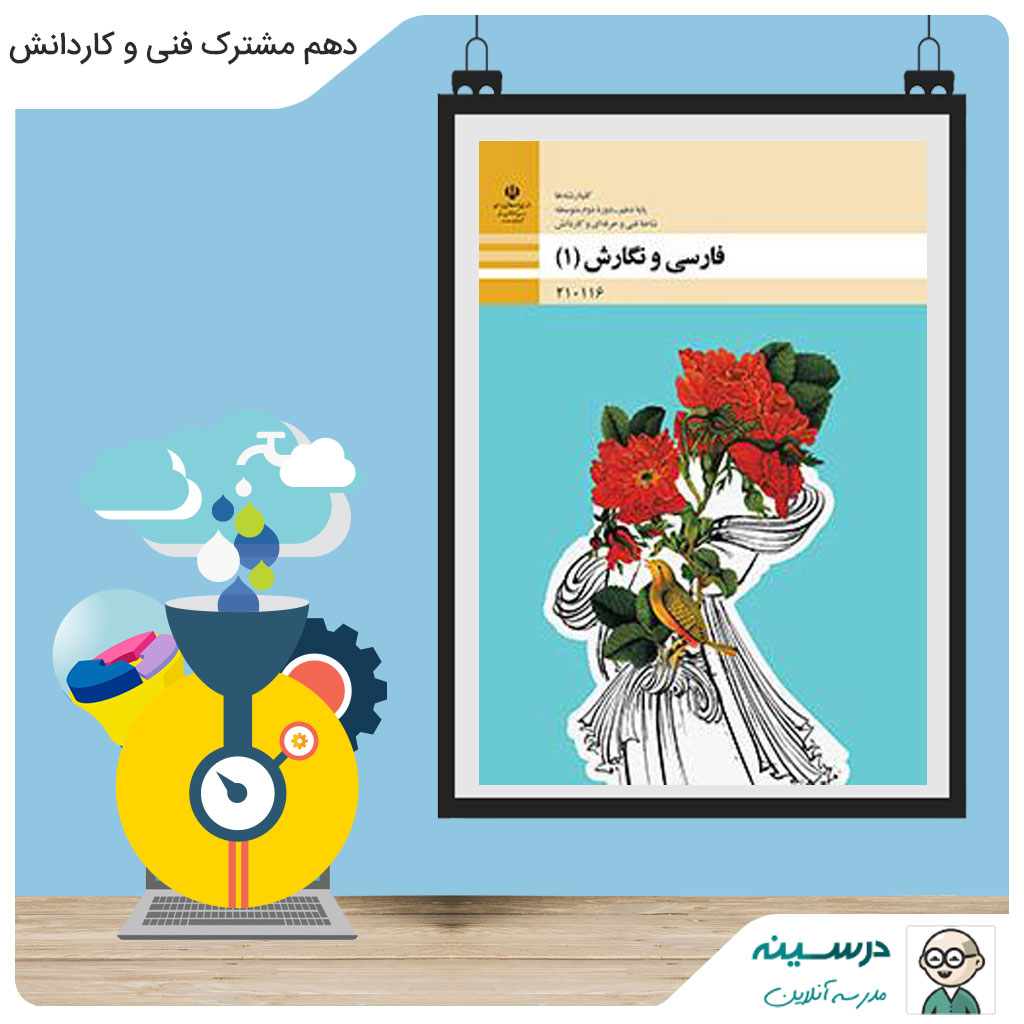 دهم مشترک فنی و کاردانش
کلیه رشته‌ها
پایهٔ دهم ـ دورهٔ دوم متوسطه
شاخهٔ فنی و حرفه‌ای و کاردانش
فارسی و نگارش (۱)
۲۱۰۱۱۶
درسینه
مدرسه آنلاین